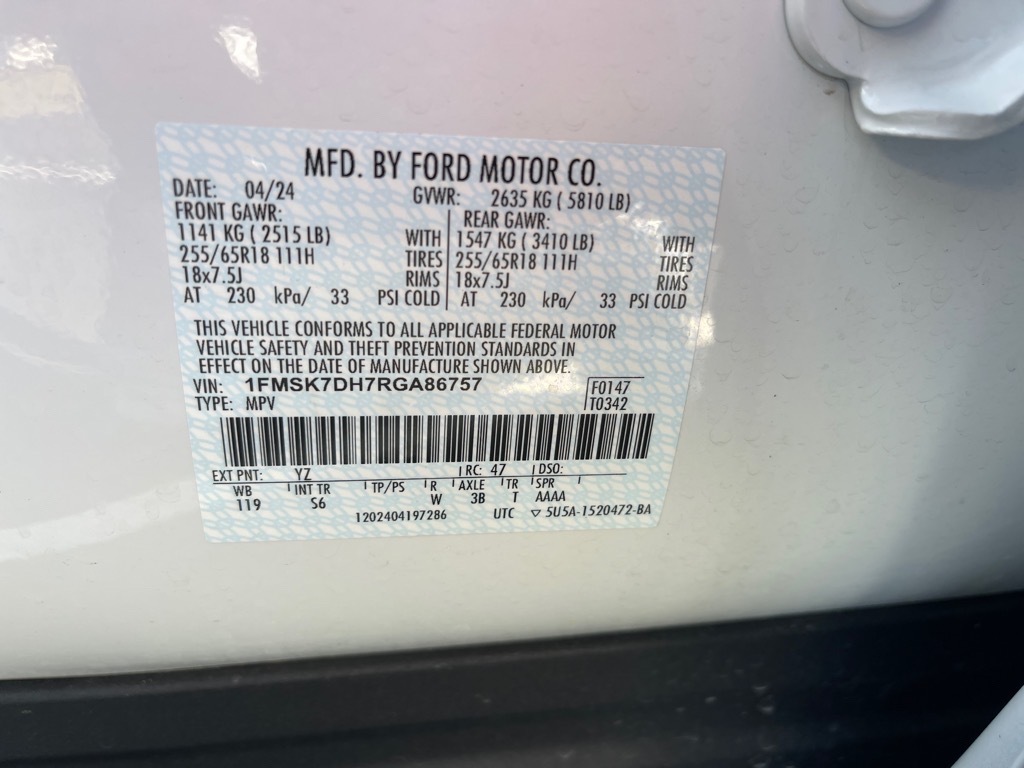 MFD. BY FORD MOTOR CO.
DATE: 04/24 GVWR: 2635 KG ( 5810 LB)
FRONT GAWR: REAR GAWR:
1141 KG ( 2515 LB) WITH 1547 KG ( 3410 LB) WITH
255/65R18 111H TIRES 255/65R18 111H TIRES
18x7.5J RIMS 18x7.5J RIMS
AT 230 kPa/ 33 PSI COLD AT 230 kPa/ 33 PSI COLD
THIS VEHICLE CONFORMS TO ALL APPLICABLE FEDERAL MOTOR
VEHICLE SAFETY AND THEFT PREVENTION STANDARDS IN
EFFECT ON THE DATE OF MANUFACTURE SHOWN ABOVE.
VIN: 1FMSK7DH7RGA86757 F0147
TYPE: MPV T0342
EXT PNT: YZ RC: 47 DSO:
WB INT TR TP/PS R AXLE TR SPR
119 S6 W 3B T AAAA
1202404197286 UTC ▽ 5U5A-1520472-BA